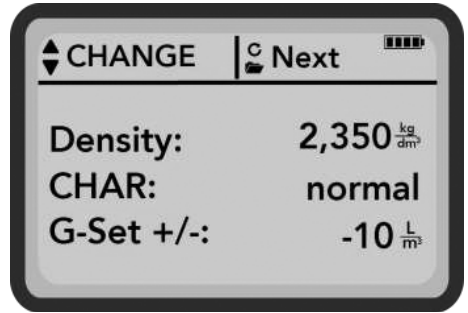 CHANGE C Next
Density: 2,350 kg/dm³
CHAR: normal
G-Set +/-: -10 L/m³